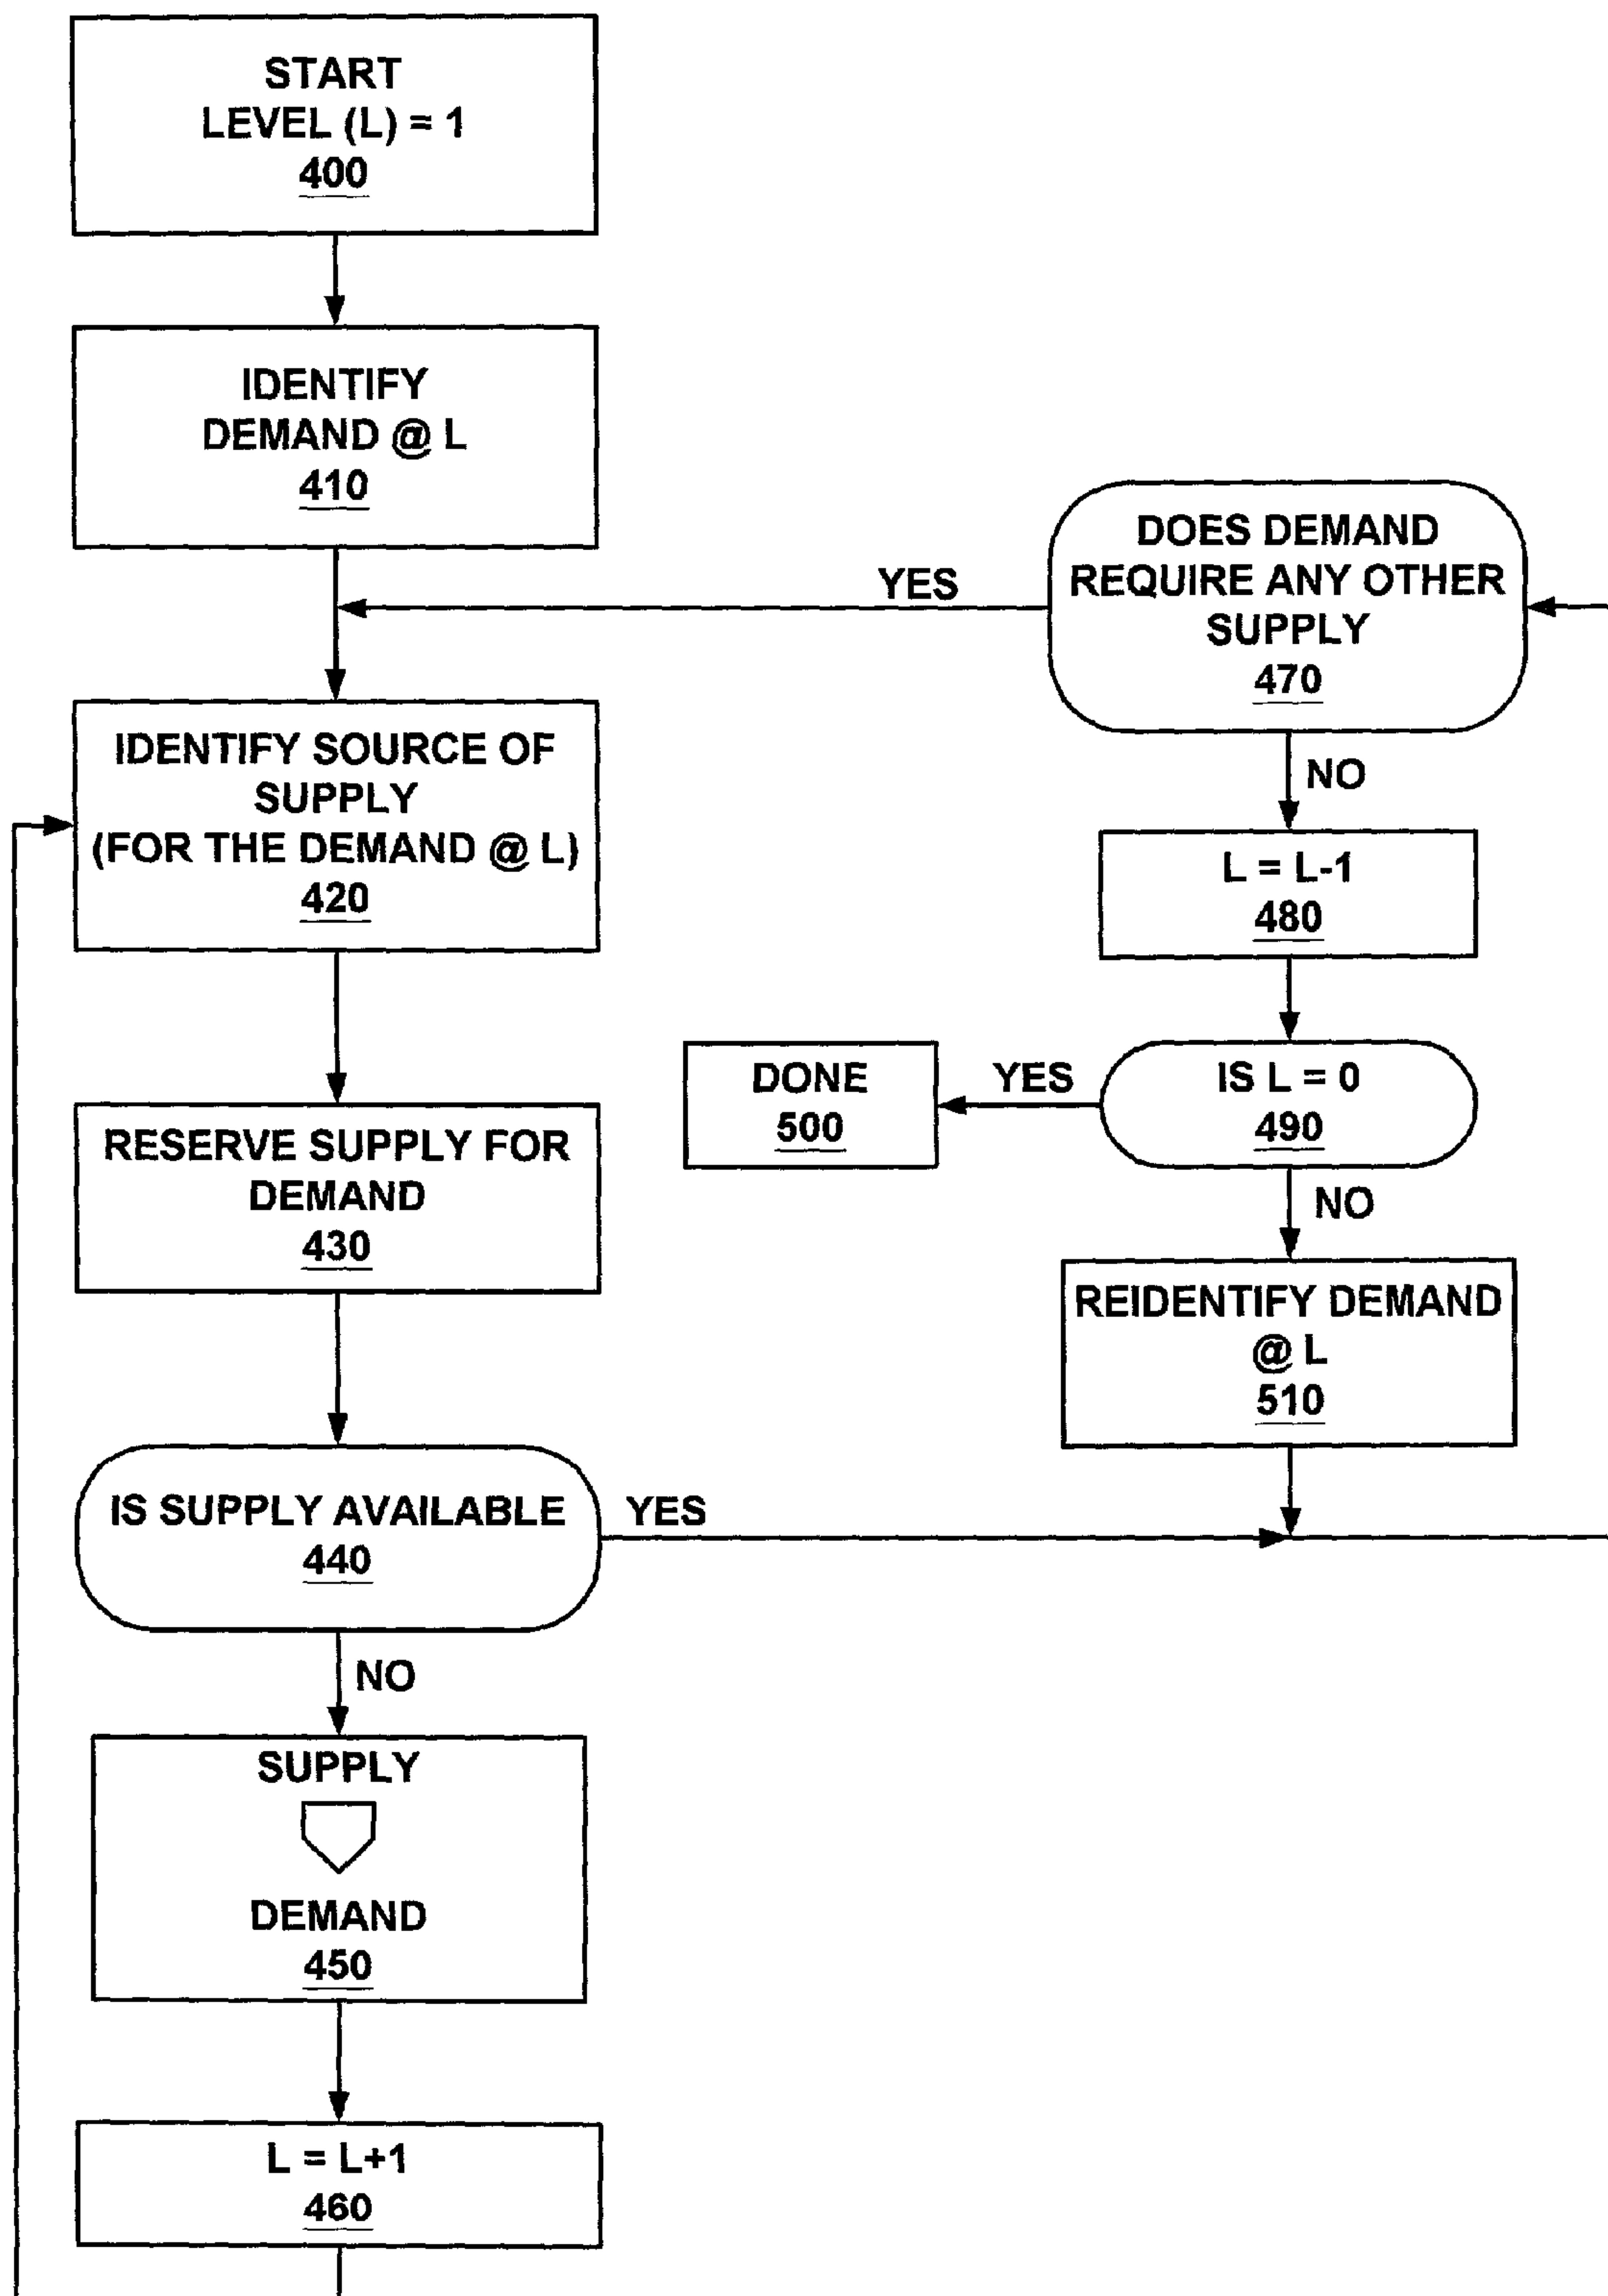 START
LEVEL (L) = 1
400
IDENTIFY
DEMAND @ L
410
YES
DOES DEMAND
REQUIRE ANY OTHER
SUPPLY
470
NO
IDENTIFY SOURCE OF
SUPPLY
(FOR THE DEMAND @ L)
420
L = L-1
480
DONE
500
YES
IS L = 0
490
NO
RESERVE SUPPLY FOR
DEMAND
430
REIDENTIFY DEMAND
@ L
510
IS SUPPLY AVAILABLE
440
YES
NO
SUPPLY
DEMAND
450
L = L+1
460